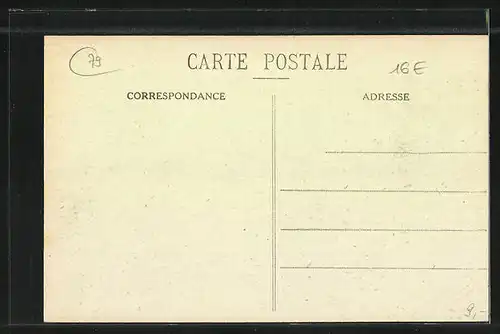 79
CARTE POSTALE
16€
CORRESPONDANCE
ADRESSE
9,-